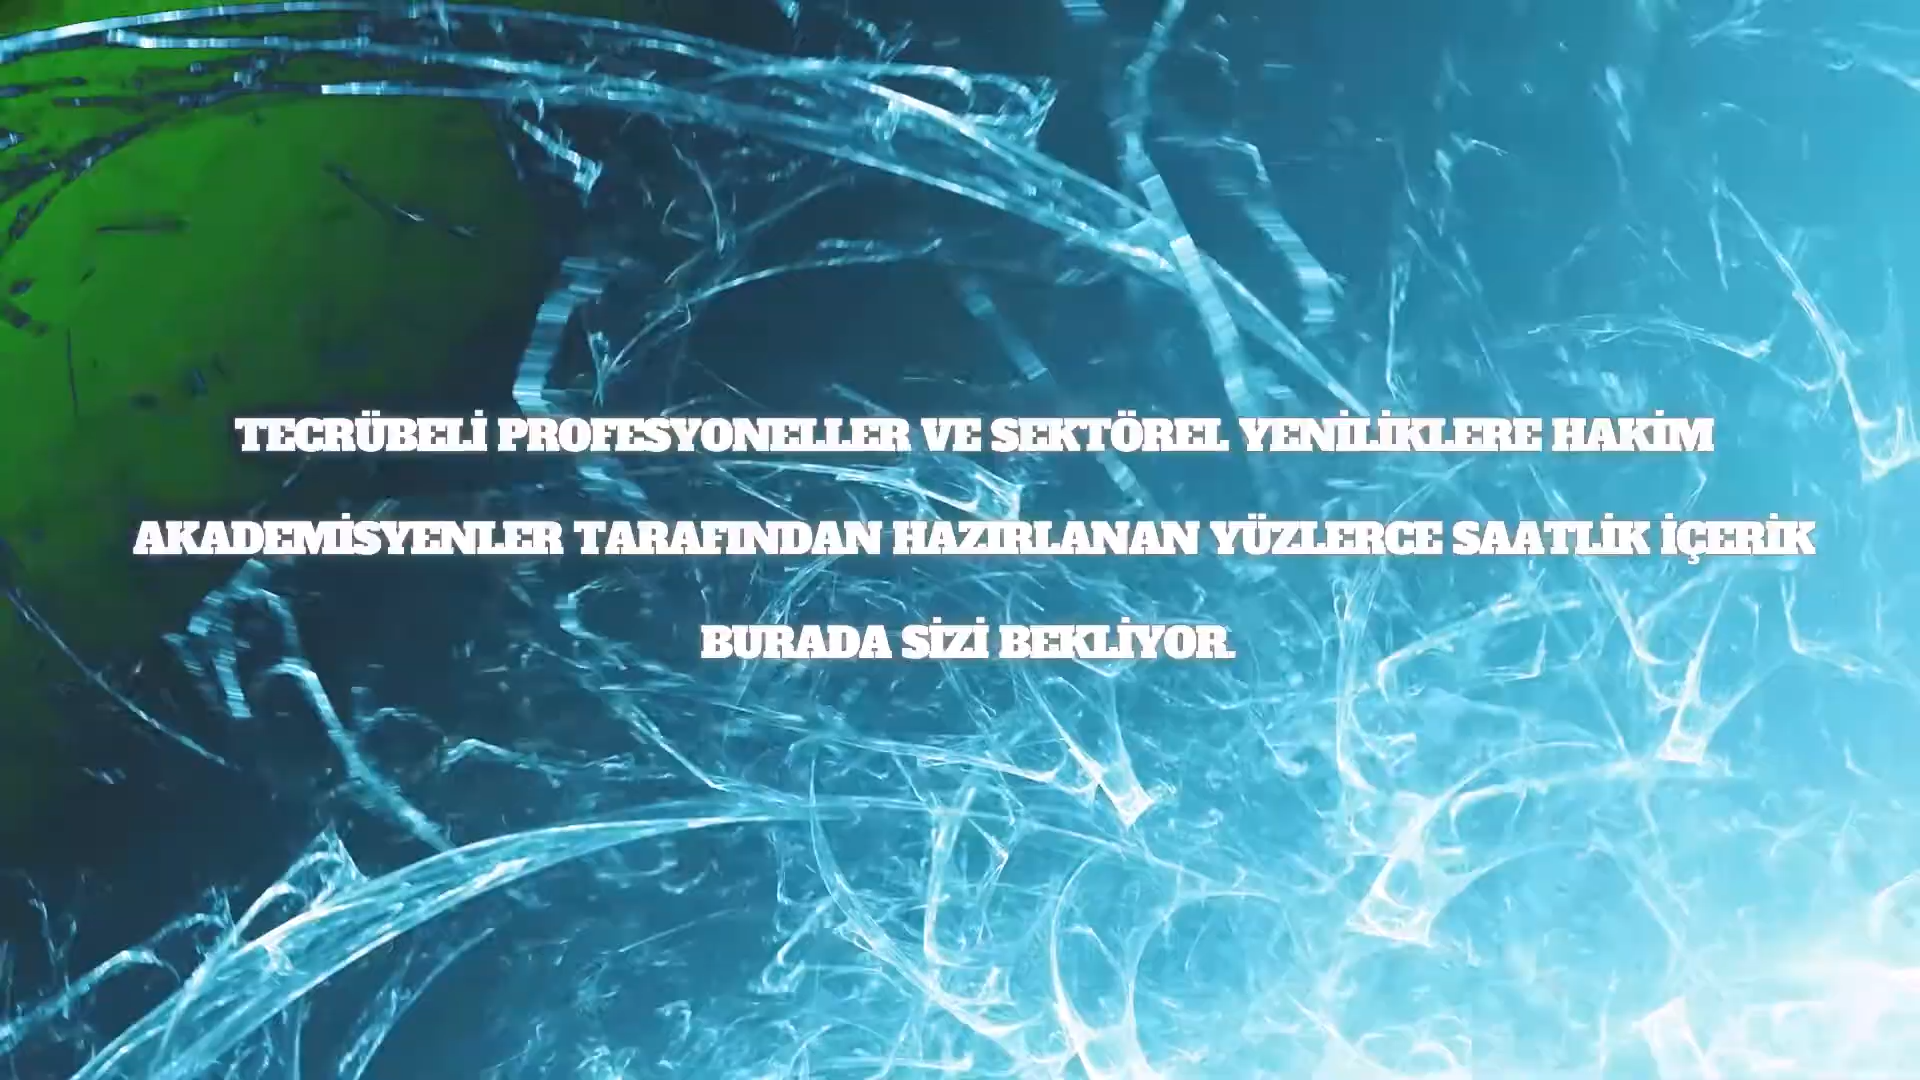 TECRÜBELİ PROFESYONELLER VE SEKTÖREL YENİLİKLERE HAKİM
AKADEMİSYENLER TARAFINDAN HAZIRLANAN YÜZLERCE SAATLİK İÇERİK
BURADA SİZİ BEKLİYOR.